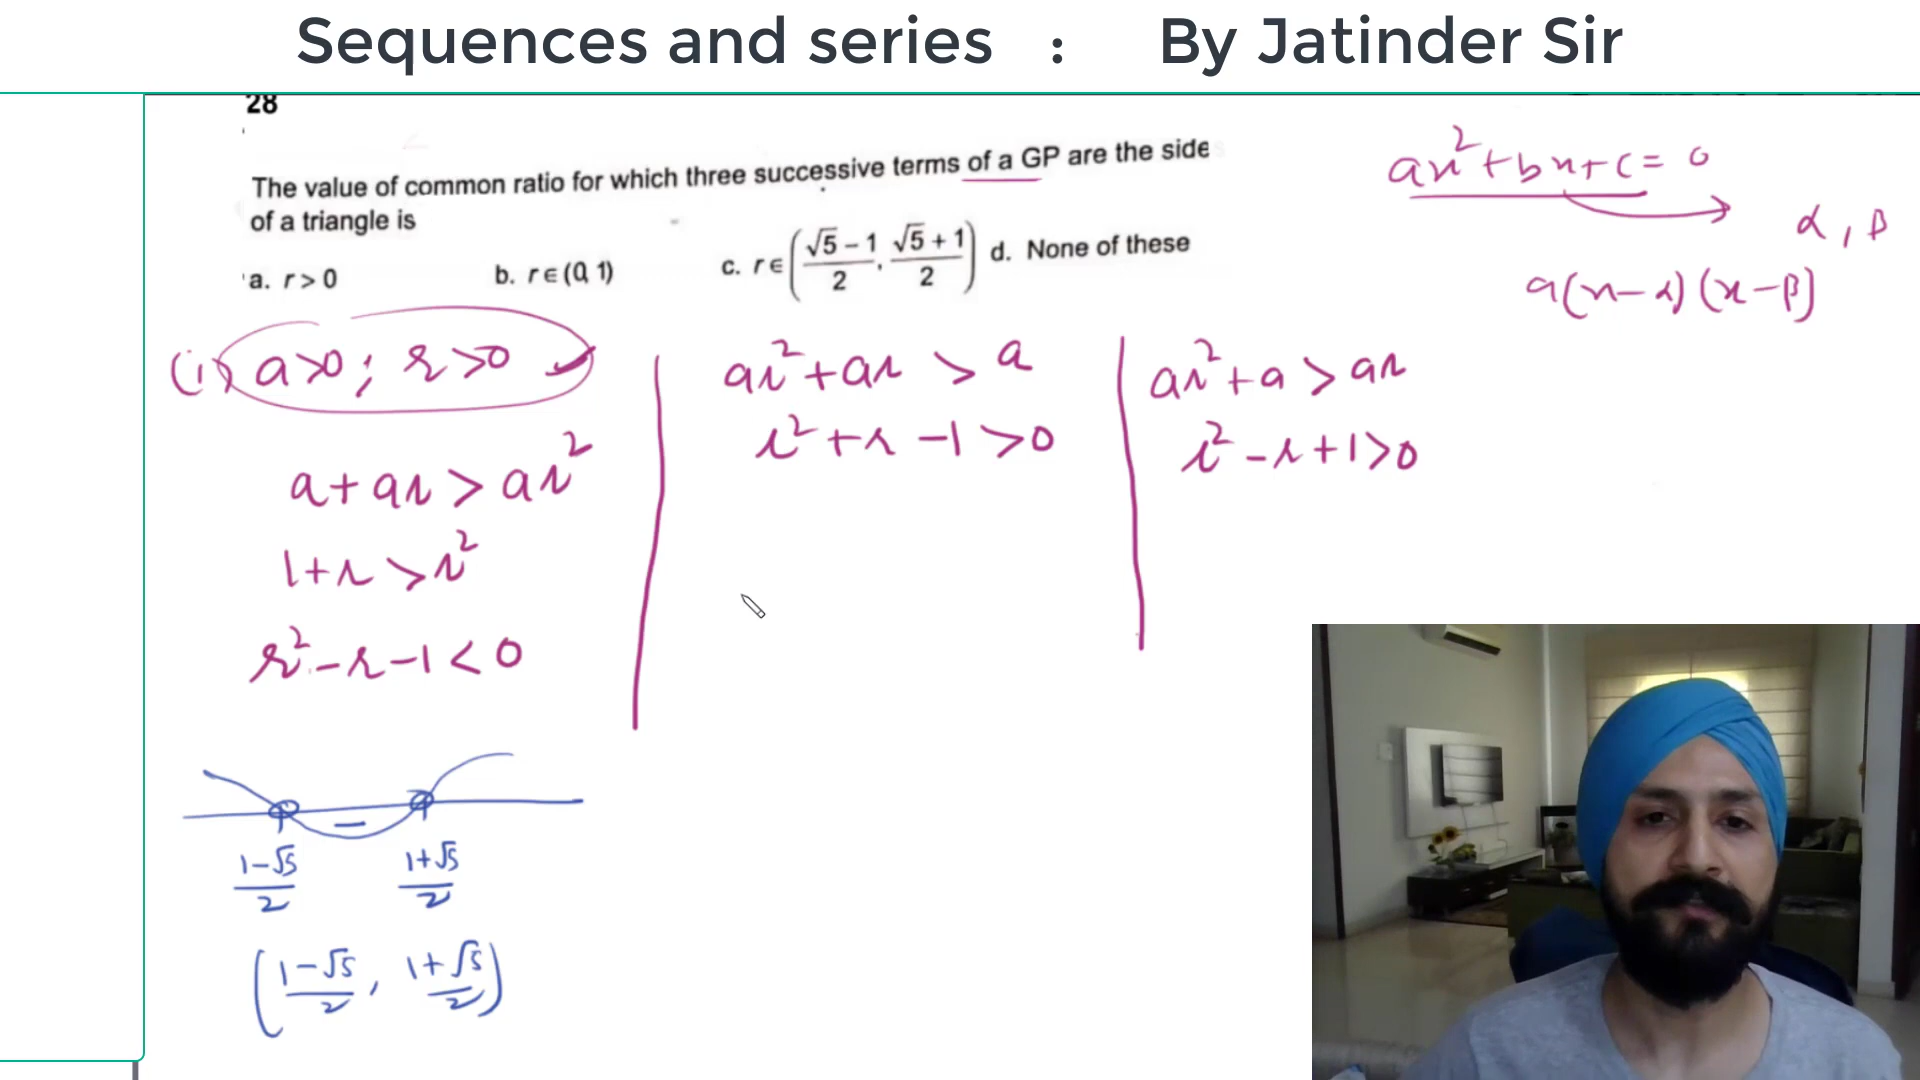 Sequences and series : By Jatinder Sir
28
The value of common ratio for which three successive terms of a GP are the side
of a triangle is
a. r > 0 b. r ∈ (0, 1) c. r ∈ ((√5 − 1)/2, (√5 + 1)/2) d. None of these
ax² + bx + c = 0
α, β
a(x − α)(x − β)
(i) a>0; r>0
a + ar > ar²
1 + r > r²
r² − r − 1 < 0
(1−√5)/2 − (1+√5)/2
((1−√5)/2, (1+√5)/2)
ar² + ar > a
r² + r − 1 > 0
ar² + a > ar
r² − r + 1 > 0